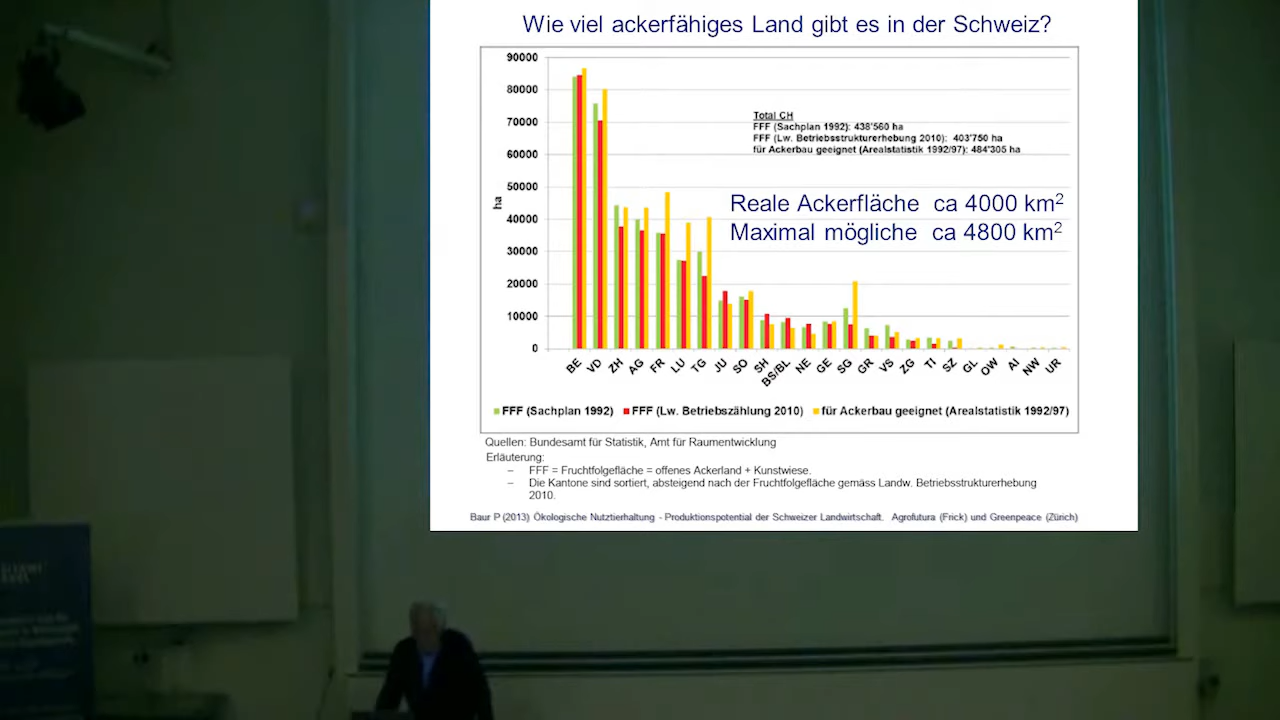 Wie viel ackerfähiges Land gibt es in der Schweiz?
90000
80000
70000
60000
50000
40000
30000
20000
10000
0
ha
Total CH
FFF (Sachplan 1992): 438'560 ha
FFF (Lw. Betriebsstrukturerhebung 2010): 403'750 ha
für Ackerbau geeignet (Arealstatistik 1992/97): 484'305 ha
Reale Ackerfläche ca 4000 km²
Maximal mögliche ca 4800 km²
BE VD ZH AG FR LU TG JU SO SH BS/BL NE GE SG GR VS ZG TI SZ GL OW AI NW UR
FFF (Sachplan 1992) FFF (Lw. Betriebszählung 2010) für Ackerbau geeignet (Arealstatistik 1992/97)
Quellen: Bundesamt für Statistik, Amt für Raumentwicklung
Erläuterung:
– FFF = Fruchtfolgefläche = offenes Ackerland + Kunstwiese.
– Die Kantone sind sortiert, absteigend nach der Fruchtfolgefläche gemäss Landw. Betriebsstrukturerhebung
2010.
Baur P (2013) Ökologische Nutztierhaltung - Produktionspotential der Schweizer Landwirtschaft. Agrofutura (Frick) und Greenpeace (Zürich)